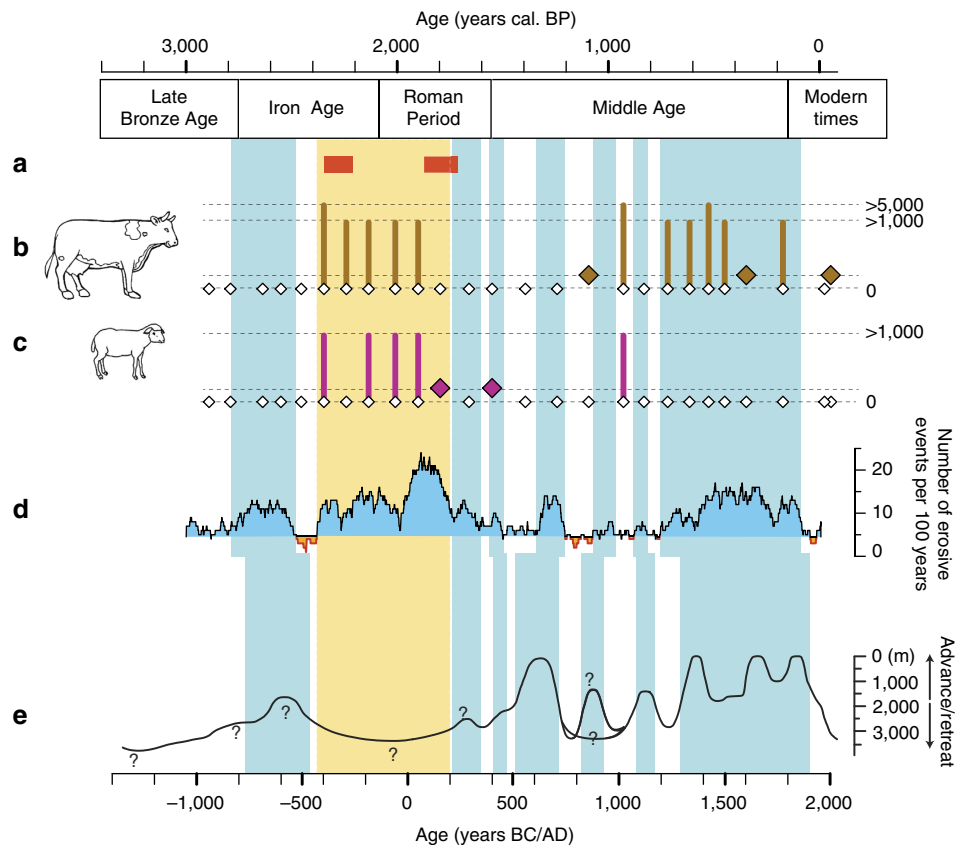 Age (years cal. BP)
3,000 2,000 1,000 0
Late Bronze Age
Iron Age
Roman Period
Middle Age
Modern times
a
b
>5,000
>1,000
0
c
>1,000
0
d
20
10
0
Number of erosive
events per 100 years
e
? ? ? ? ? ? ?
0 (m)
1,000
2,000
3,000
Advance/retreat
–1,000 –500 0 500 1,000 1,500 2,000
Age (years BC/AD)